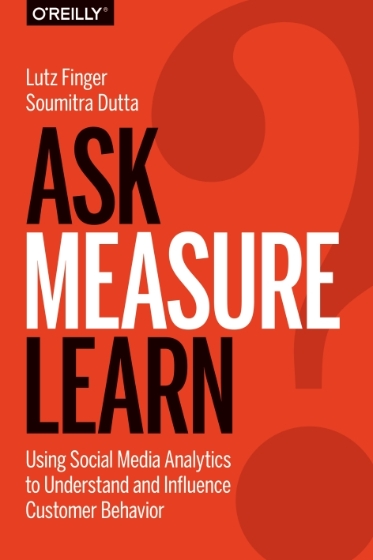 O'REILLY®
Lutz Finger
Soumitra Dutta
ASK
MEASURE
LEARN
Using Social Media Analytics
to Understand and Influence
Customer Behavior